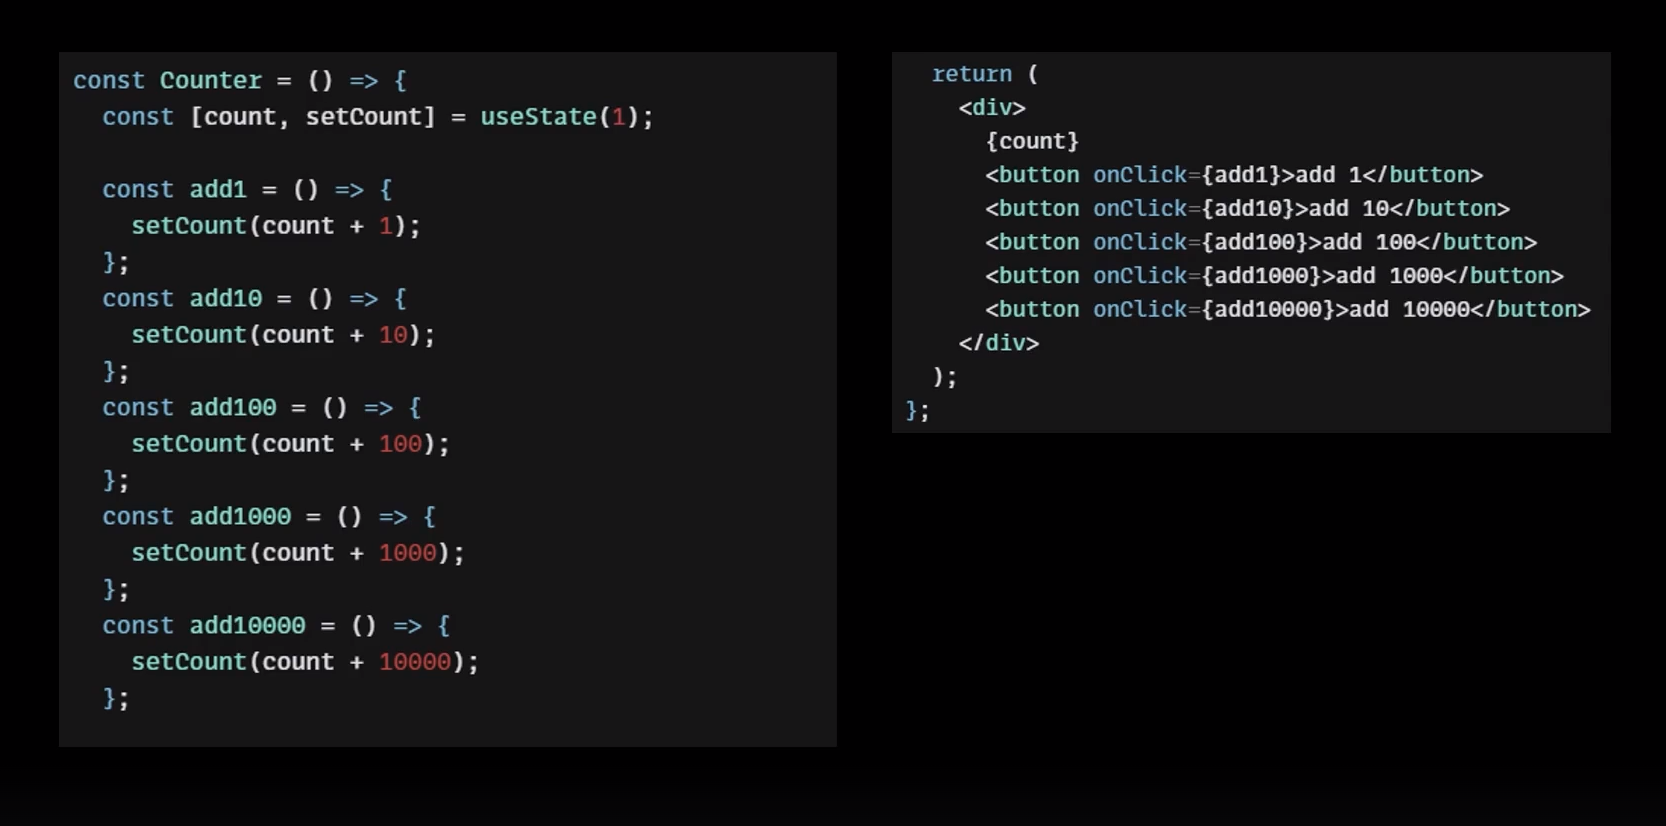 const Counter = () => {
  const [count, setCount] = useState(1);

  const add1 = () => {
    setCount(count + 1);
  };
  const add10 = () => {
    setCount(count + 10);
  };
  const add100 = () => {
    setCount(count + 100);
  };
  const add1000 = () => {
    setCount(count + 1000);
  };
  const add10000 = () => {
    setCount(count + 10000);
  };

  return (
    <div>
      {count}
      <button onClick={add1}>add 1</button>
      <button onClick={add10}>add 10</button>
      <button onClick={add100}>add 100</button>
      <button onClick={add1000}>add 1000</button>
      <button onClick={add10000}>add 10000</button>
    </div>
  );
};